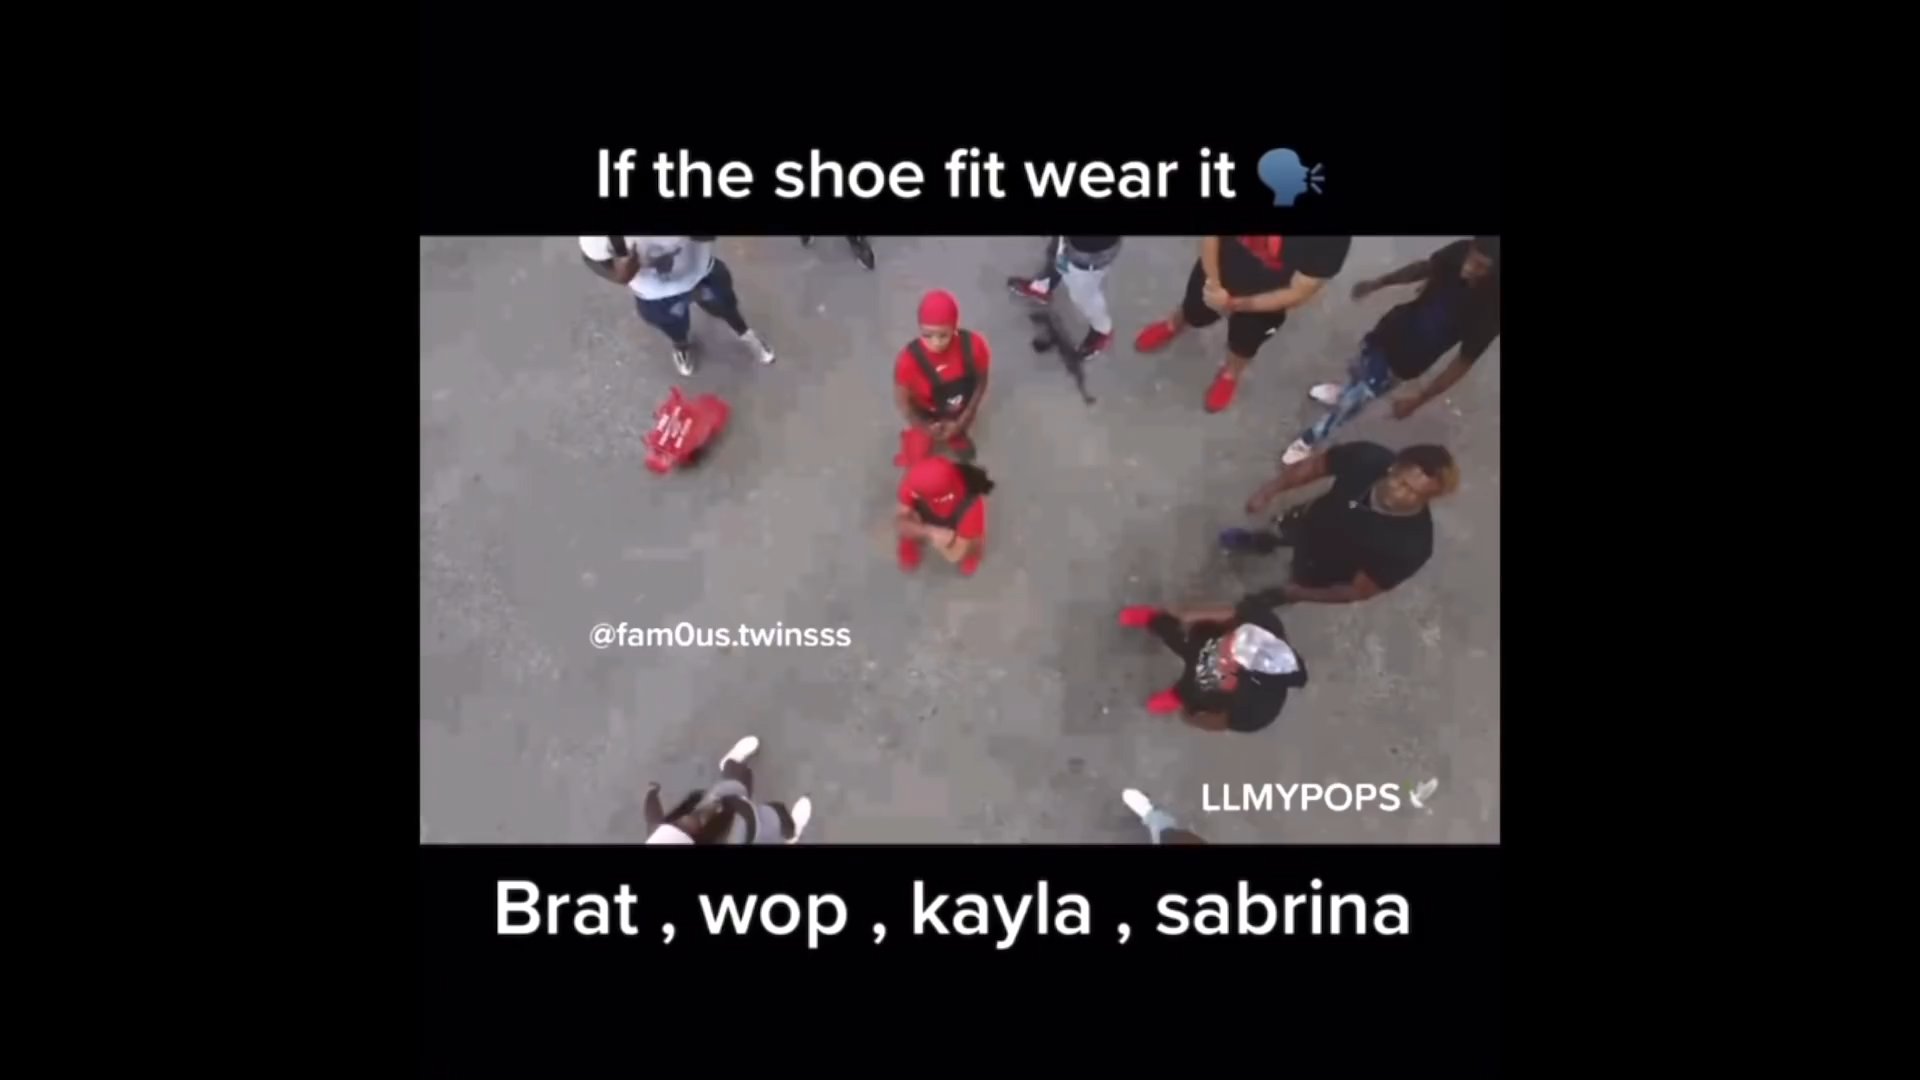 If the shoe fit wear it 🗣️
@fam0us.twinsss
LLMYPOPS 🕊️
Brat , wop , kayla , sabrina